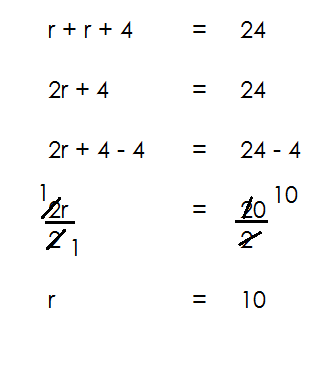 r + r + 4 = 24
2r + 4 = 24
2r + 4 - 4 = 24 - 4
1 10
2r = 20
2 1 2
r = 10